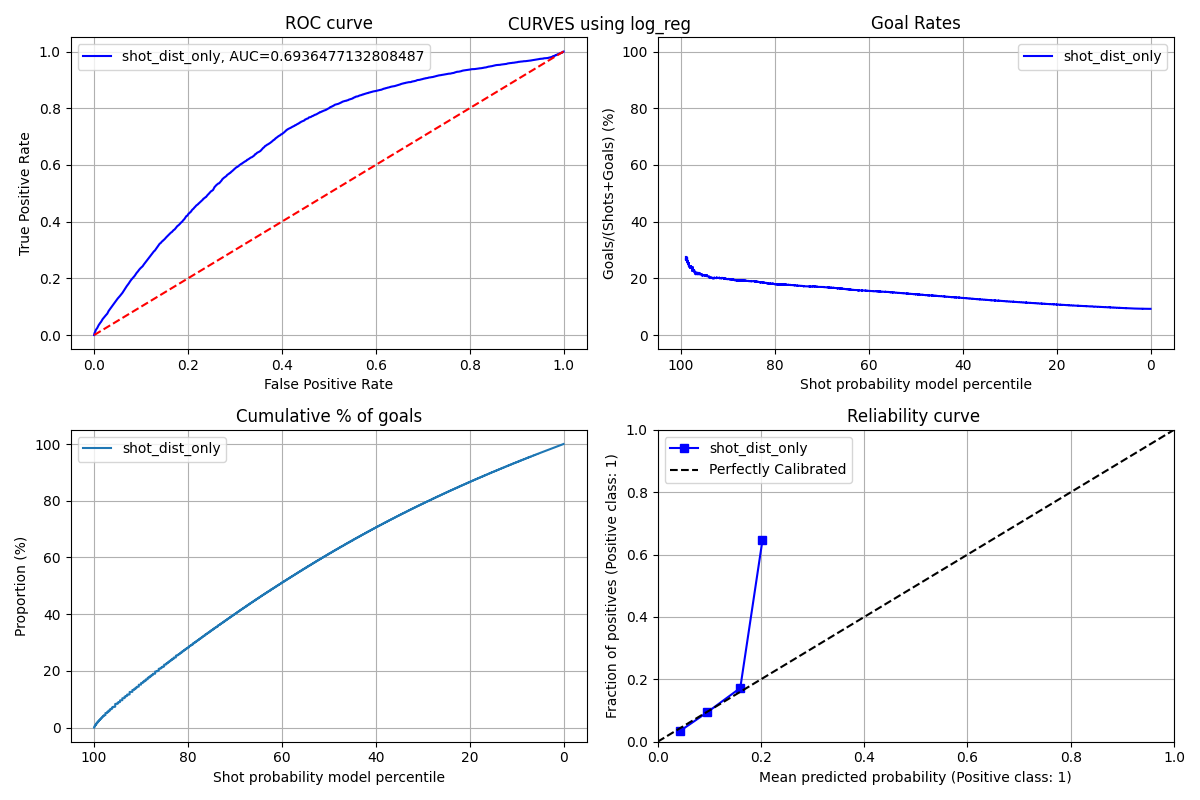 CURVES using log_reg
ROC curve
shot_dist_only, AUC=0.6936477132808487
True Positive Rate
1.0
0.8
0.6
0.4
0.2
0.0
0.0 0.2 0.4 0.6 0.8 1.0
False Positive Rate
Goal Rates
shot_dist_only
Goals/(Shots+Goals) (%)
100
80
60
40
20
0
100 80 60 40 20 0
Shot probability model percentile
Cumulative % of goals
shot_dist_only
Proportion (%)
100
80
60
40
20
0
100 80 60 40 20 0
Shot probability model percentile
Reliability curve
shot_dist_only
Perfectly Calibrated
Fraction of positives (Positive class: 1)
1.0
0.8
0.6
0.4
0.2
0.0
0.0 0.2 0.4 0.6 0.8 1.0
Mean predicted probability (Positive class: 1)